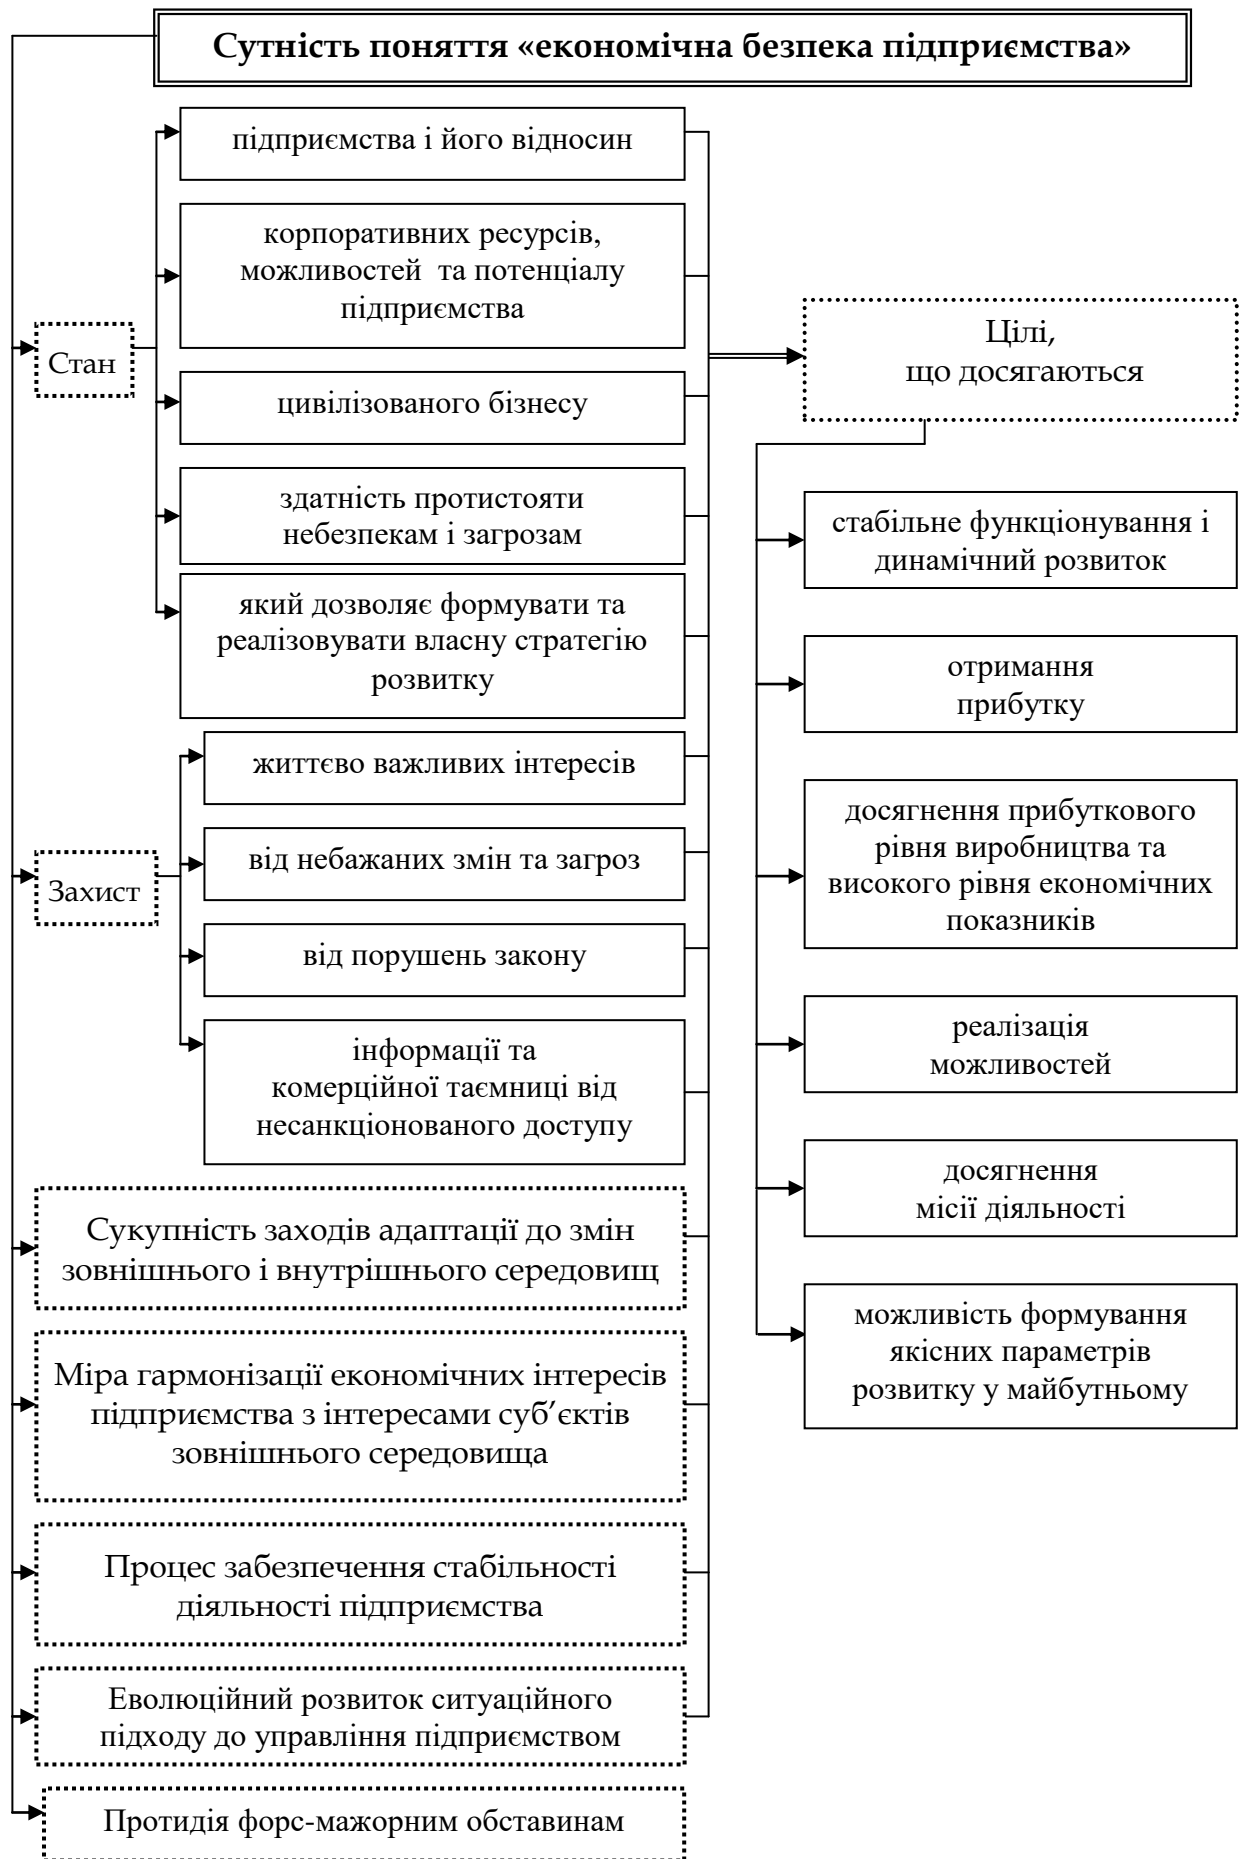 Сутність поняття «економічна безпека підприємства»
Стан
підприємства і його відносин
корпоративних ресурсів,
можливостей та потенціалу
підприємства
цивілізованого бізнесу
здатність протистояти
небезпекам і загрозам
який дозволяє формувати та
реалізовувати власну стратегію
розвитку
Захист
життєво важливих інтересів
від небажаних змін та загроз
від порушень закону
інформації та
комерційної таємниці від
несанкціонованого доступу
Сукупність заходів адаптації до змін
зовнішнього і внутрішнього середовищ
Міра гармонізації економічних інтересів
підприємства з інтересами суб’єктів
зовнішнього середовища
Процес забезпечення стабільності
діяльності підприємства
Еволюційний розвиток ситуаційного
підходу до управління підприємством
Протидія форс-мажорним обставинам
Цілі,
що досягаються
стабільне функціонування і
динамічний розвиток
отримання
прибутку
досягнення прибуткового
рівня виробництва та
високого рівня економічних
показників
реалізація
можливостей
досягнення
місії діяльності
можливість формування
якісних параметрів
розвитку у майбутньому